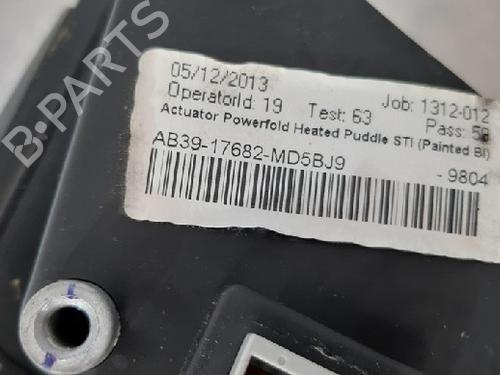 05/12/2013
OperatorId: 19 Test: 63 Job: 1312-012
Pass: 59
Actuator Powerfold Heated Puddle STI (Painted Bl)
AB39-17682-MD5BJ9 - 9804
B-PARTS